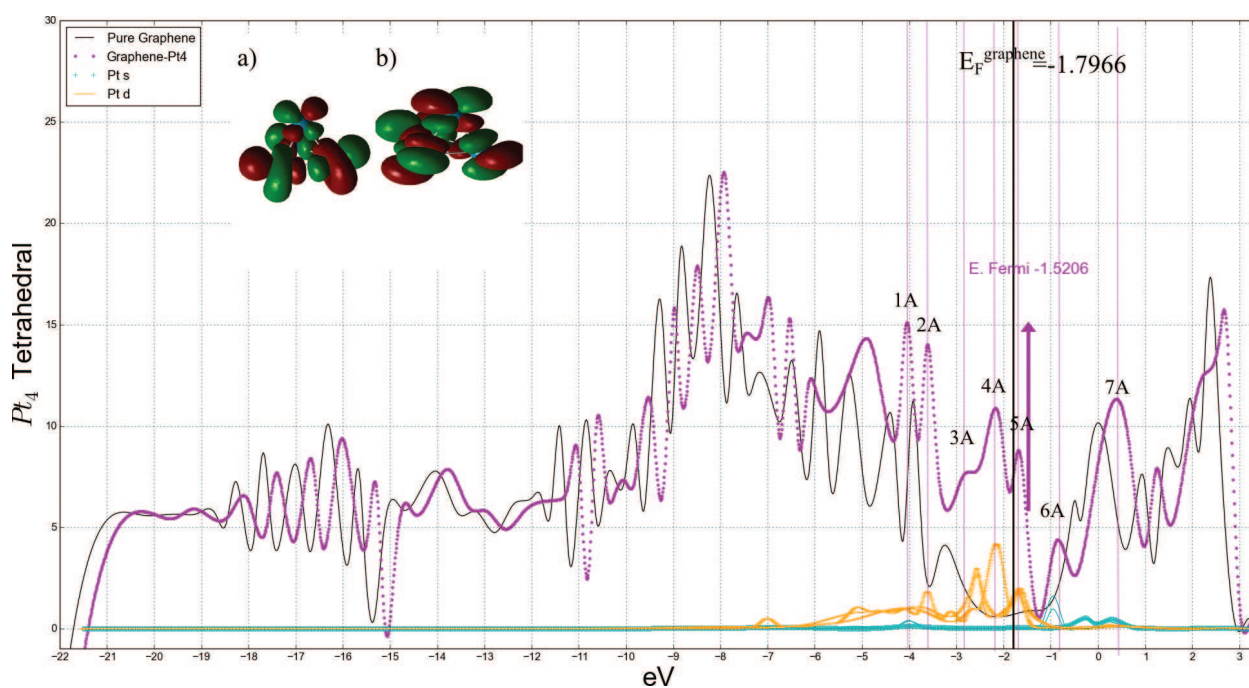 30
25
20
15
10
5
0
Pt4 Tetrahedral
Pure Graphene
Graphene-Pt4
Pt s
Pt d
a)
b)
EF graphene =-1.7966
E. Fermi -1.5206
1A
2A
3A
4A
5A
6A
7A
-22 -21 -20 -19 -18 -17 -16 -15 -14 -13 -12 -11 -10 -9 -8 -7 -6 -5 -4 -3 -2 -1 0 1 2 3
eV